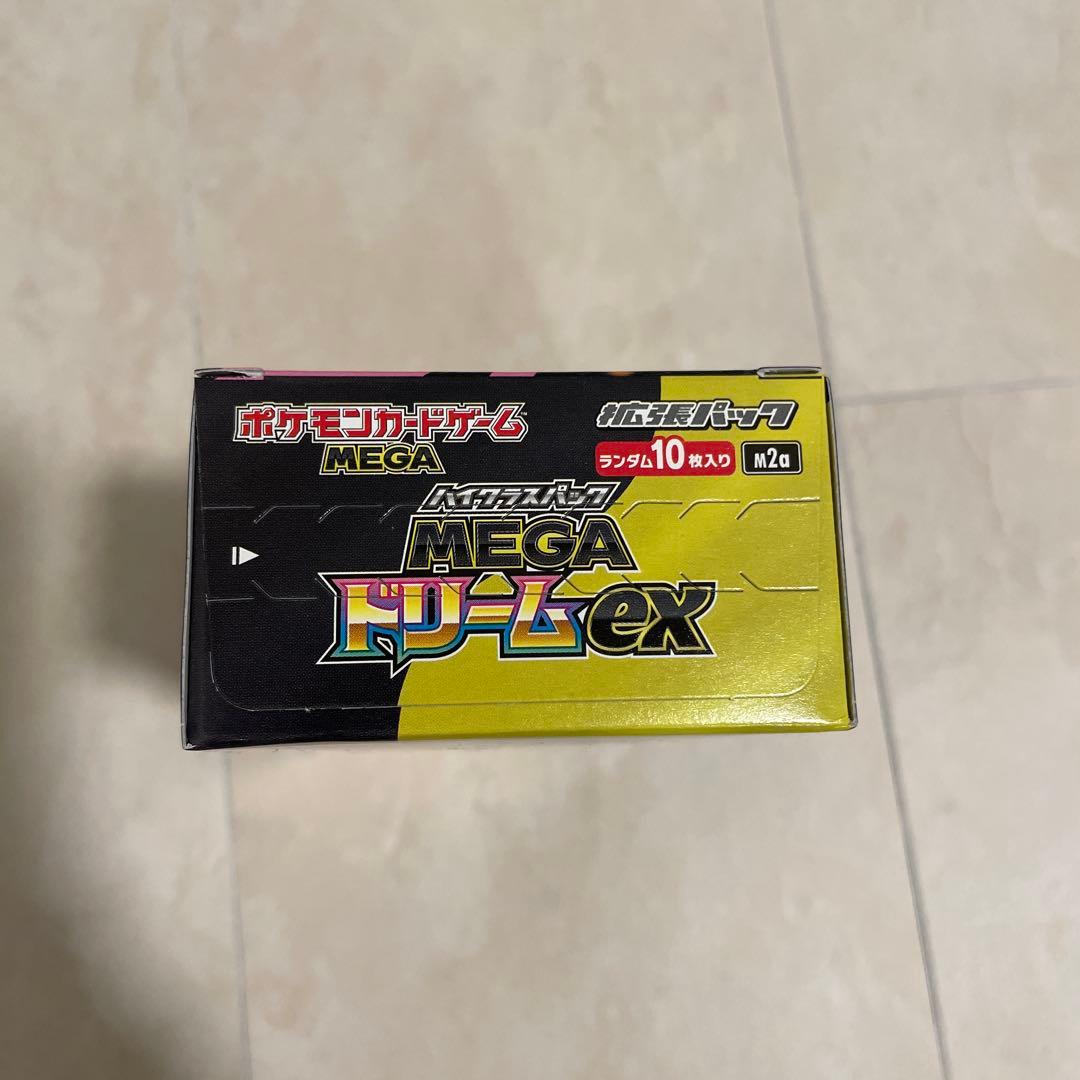 ポケモンカードゲーム™
MEGA
拡張パック
ランダム10枚入り
M2a
ハイクラスパック
MEGA
ドリームex